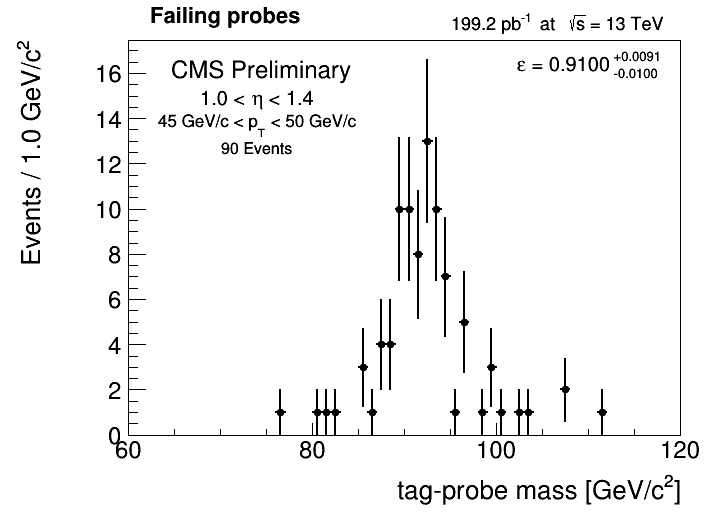 Failing probes
199.2 pb⁻¹ at √s = 13 TeV
CMS Preliminary
ε = 0.9100 +0.0091 -0.0100
1.0 < η < 1.4
45 GeV/c < p_T < 50 GeV/c
90 Events
Events / 1.0 GeV/c²
16
14
12
10
8
6
4
2
0
60 80 100 120
tag-probe mass [GeV/c²]